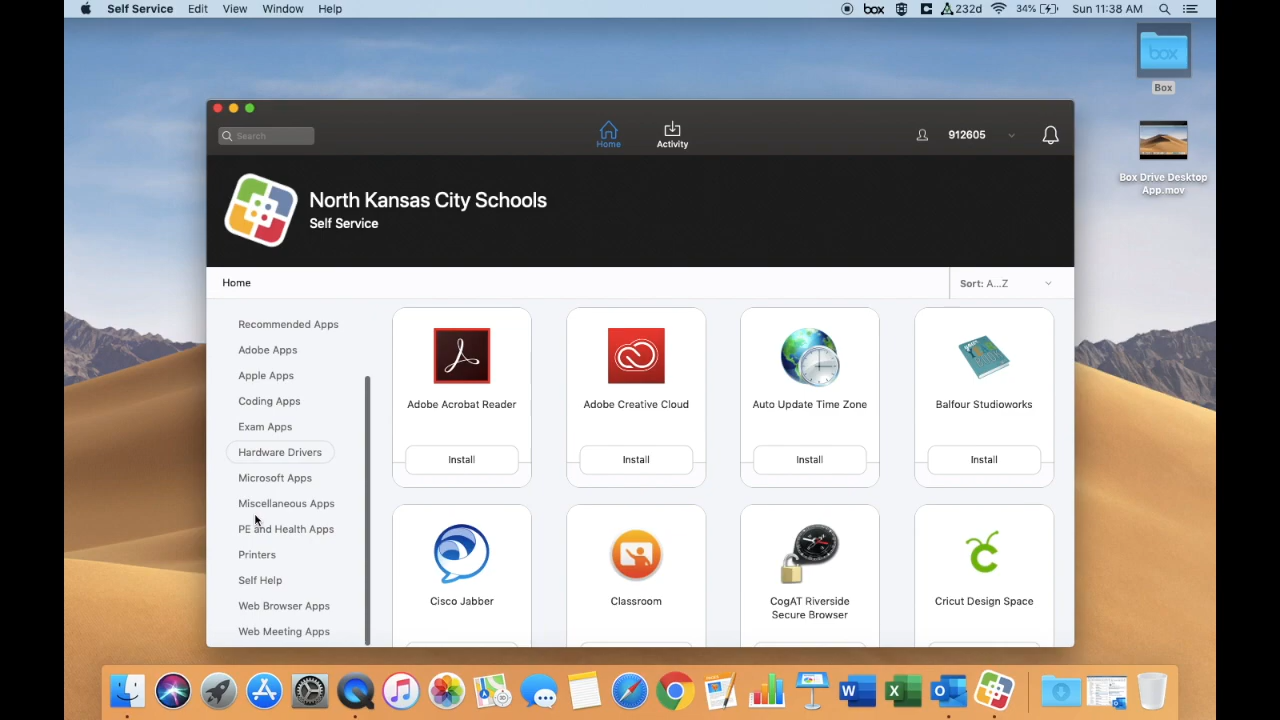 Self Service Edit View Window Help
box 232d 34% Sun 11:38 AM
box
Box
Box Drive Desktop
App.mov
Search
Home
Activity
912605
North Kansas City Schools
Self Service
Home
Sort: A...Z
Recommended Apps
Adobe Apps
Apple Apps
Coding Apps
Exam Apps
Hardware Drivers
Microsoft Apps
Miscellaneous Apps
PE and Health Apps
Printers
Self Help
Web Browser Apps
Web Meeting Apps
Adobe Acrobat Reader
Install
Adobe Creative Cloud
Install
Auto Update Time Zone
Install
Balfour Studioworks
Install
Cisco Jabber
Classroom
CogAT Riverside
Secure Browser
Cricut Design Space